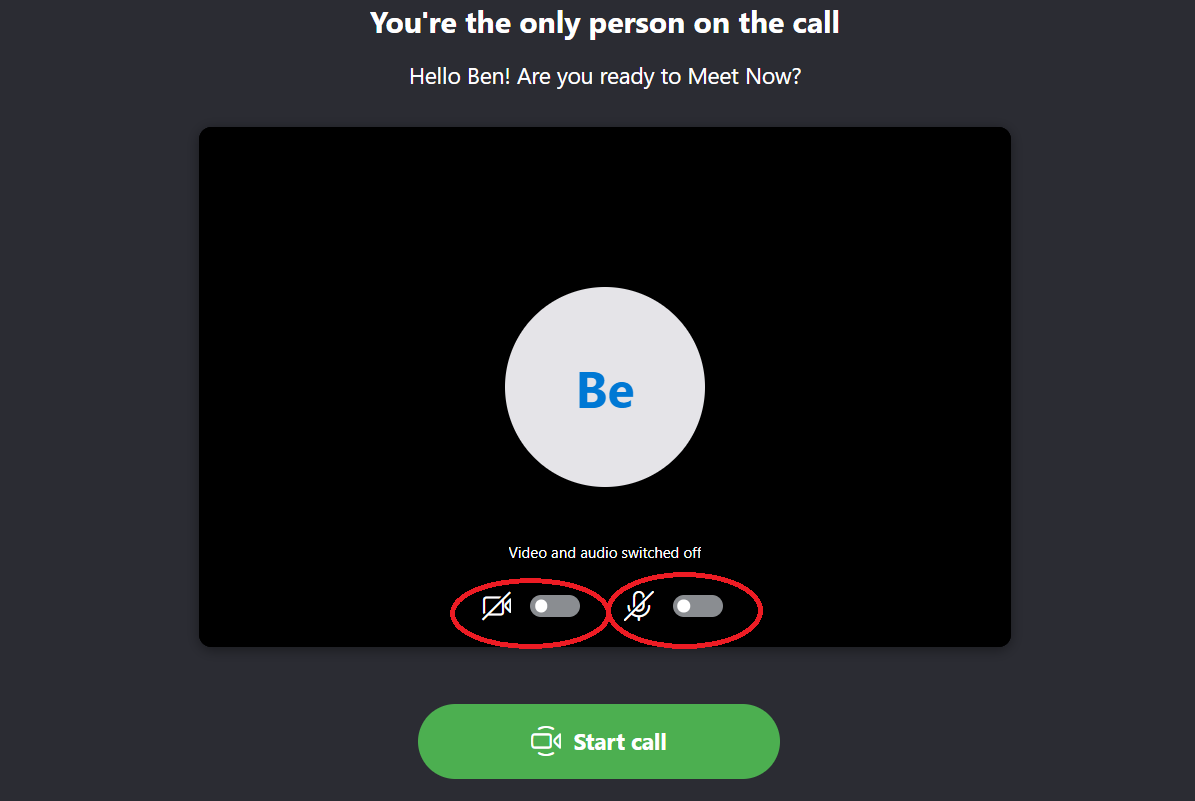 You're the only person on the call
Hello Ben! Are you ready to Meet Now?
Be
Video and audio switched off
Start call